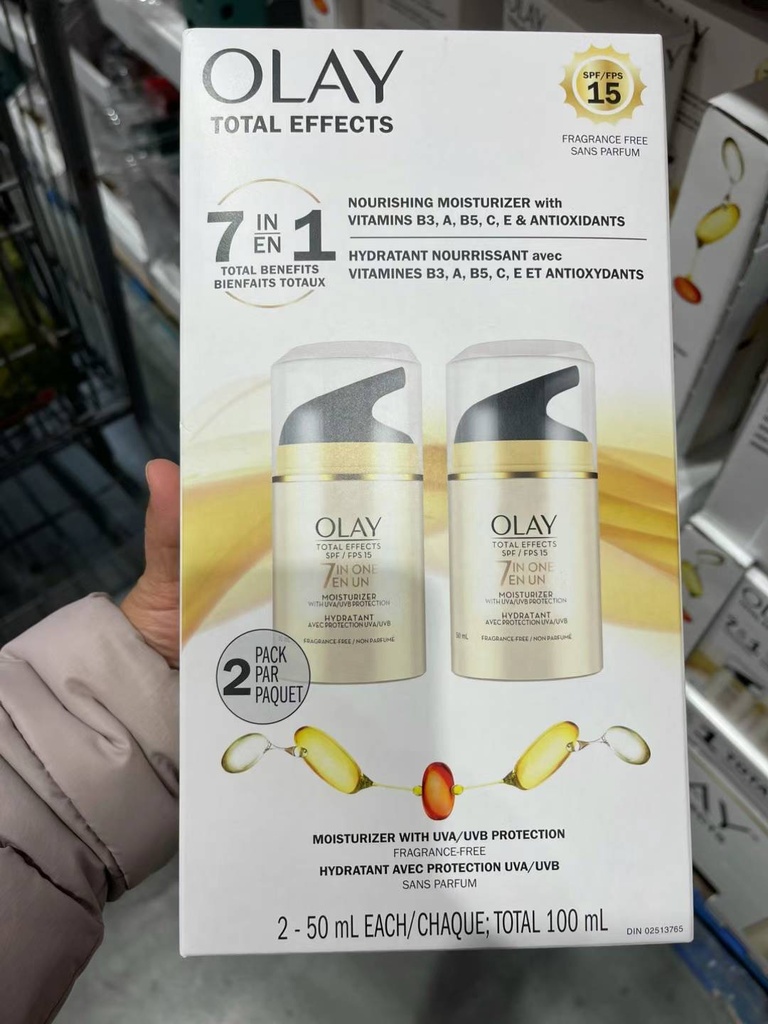 OLAY
TOTAL EFFECTS
SPF/FPS
15
FRAGRANCE FREE
SANS PARFUM
7 IN
EN 1
TOTAL BENEFITS
BIENFAITS TOTAUX
NOURISHING MOISTURIZER with
VITAMINS B3, A, B5, C, E & ANTIOXIDANTS
HYDRATANT NOURRISSANT avec
VITAMINES B3, A, B5, C, E ET ANTIOXYDANTS
OLAY
TOTAL EFFECTS
SPF / FPS 15
7 IN ONE
EN UN
MOISTURIZER
WITH UVA/UVB PROTECTION
HYDRATANT
AVEC PROTECTION UVA/UVB
FRAGRANCE-FREE / NON PARFUMÉ
OLAY
TOTAL EFFECTS
SPF / FPS 15
7 IN ONE
EN UN
MOISTURIZER
WITH UVA/UVB PROTECTION
HYDRATANT
AVEC PROTECTION UVA/UVB
50 mL FRAGRANCE-FREE / NON PARFUMÉ
2 PACK
PAR
PAQUET
MOISTURIZER WITH UVA/UVB PROTECTION
FRAGRANCE-FREE
HYDRATANT AVEC PROTECTION UVA/UVB
SANS PARFUM
2 - 50 mL EACH/CHAQUE; TOTAL 100 mL
DIN 02513765